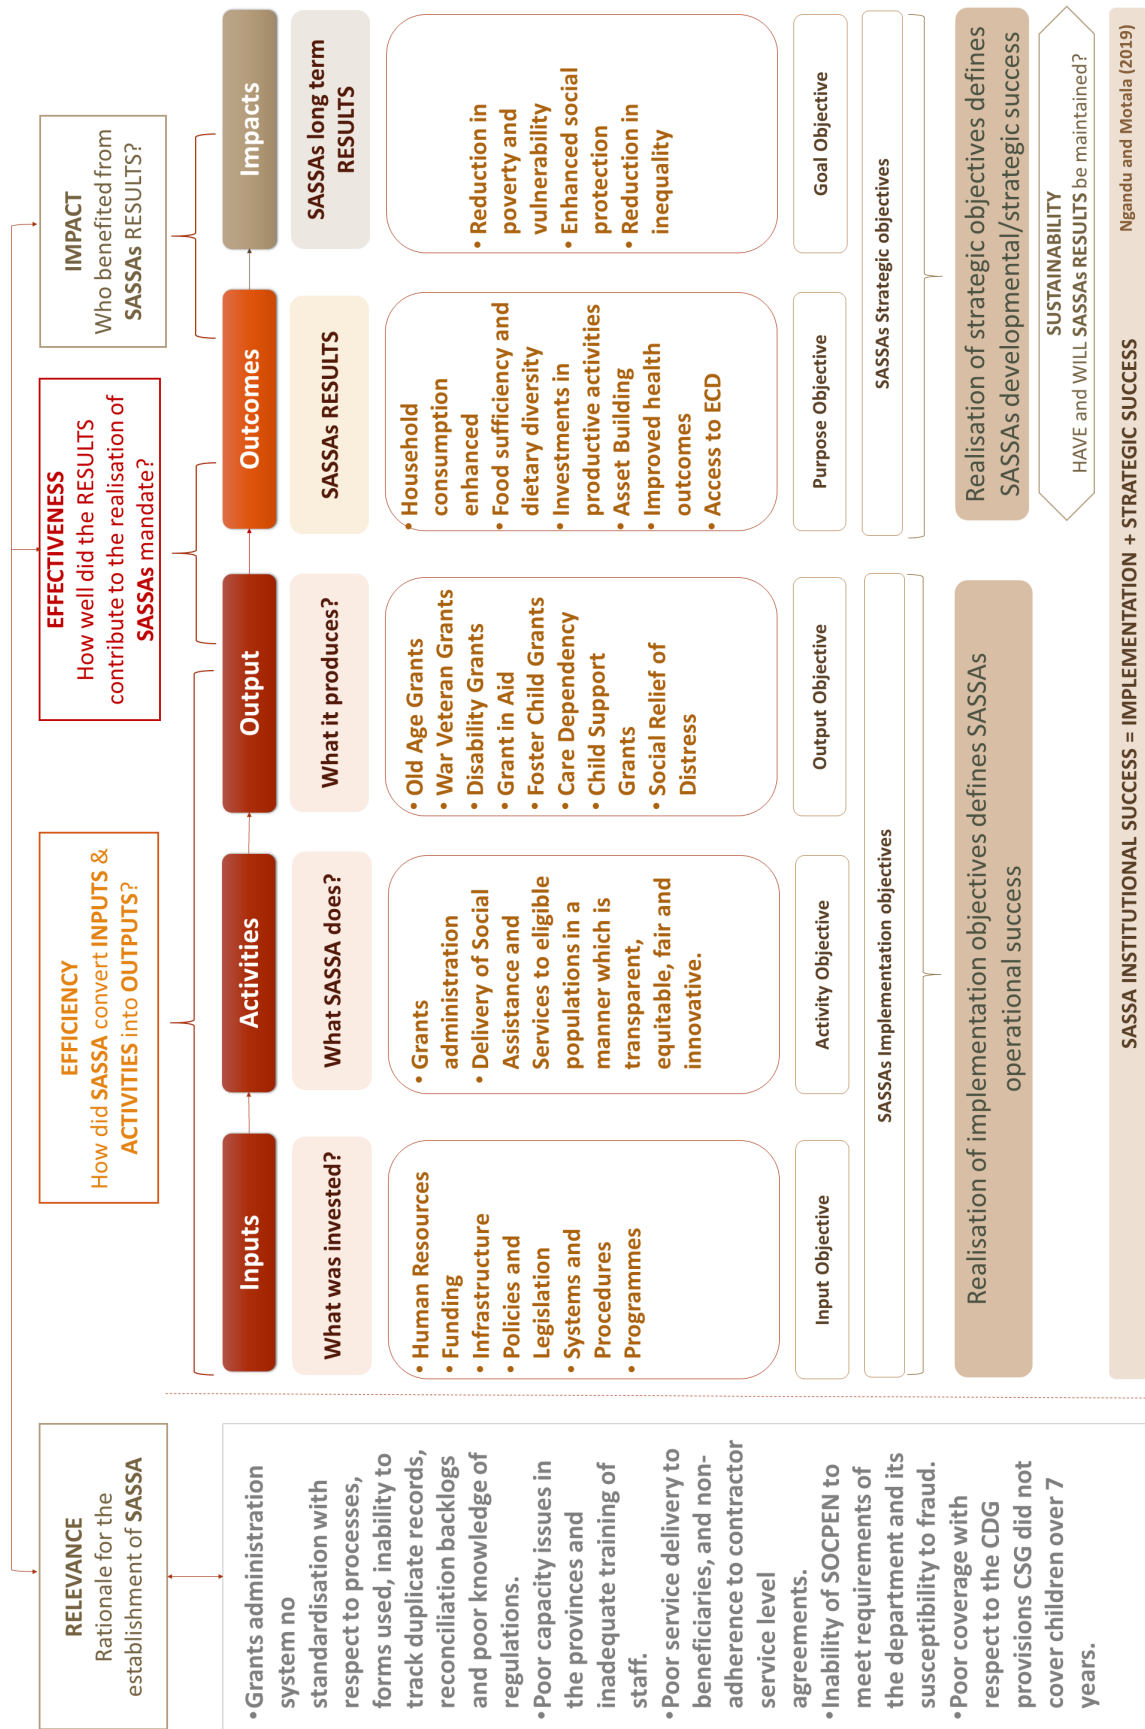 RELEVANCE
Rationale for the
establishment of SASSA
•Grants administration
system no
standardisation with
respect to processes,
forms used, inability to
track duplicate records,
reconciliation backlogs
and poor knowledge of
regulations.
•Poor capacity issues in
the provinces and
inadequate training of
staff.
•Poor service delivery to
beneficiaries, and non-
adherence to contractor
service level
agreements.
•Inability of SOCPEN to
meet requirements of
the department and its
susceptibility to fraud.
•Poor coverage with
respect to the CDG
provisions CSG did not
cover children over 7
years.
EFFICIENCY
How did SASSA convert INPUTS &
ACTIVITIES into OUTPUTS?
EFFECTIVENESS
How well did the RESULTS
contribute to the realisation of
SASSAs mandate?
IMPACT
Who benefited from
SASSAs RESULTS?
Inputs
What was invested?
• Human Resources
• Funding
• Infrastructure
• Policies and
Legislation
• Systems and
Procedures
• Programmes
Input Objective
Activities
What SASSA does?
• Grants
administration
• Delivery of Social
Assistance and
Services to eligible
populations in a
manner which is
transparent,
equitable, fair and
innovative.
Activity Objective
Output
What it produces?
• Old Age Grants
• War Veteran Grants
• Disability Grants
• Grant in Aid
• Foster Child Grants
• Care Dependency
• Child Support
Grants
• Social Relief of
Distress
Output Objective
Outcomes
SASSAs RESULTS
• Household
consumption
enhanced
• Food sufficiency and
dietary diversity
• Investments in
productive activities
• Asset Building
• Improved health
outcomes
• Access to ECD
Purpose Objective
Impacts
SASSAs long term
RESULTS
• Reduction in
poverty and
vulnerability
• Enhanced social
protection
• Reduction in
inequality
Goal Objective
SASSAs Implementation objectives
SASSAs Strategic objectives
Realisation of implementation objectives defines SASSAs
operational success
Realisation of strategic objectives defines
SASSAs developmental/strategic success
SUSTAINABILITY
HAVE and WILL SASSAs RESULTS be maintained?
SASSA INSTITUTIONAL SUCCESS = IMPLEMENTATION + STRATEGIC SUCCESS
Ngandu and Motala (2019)